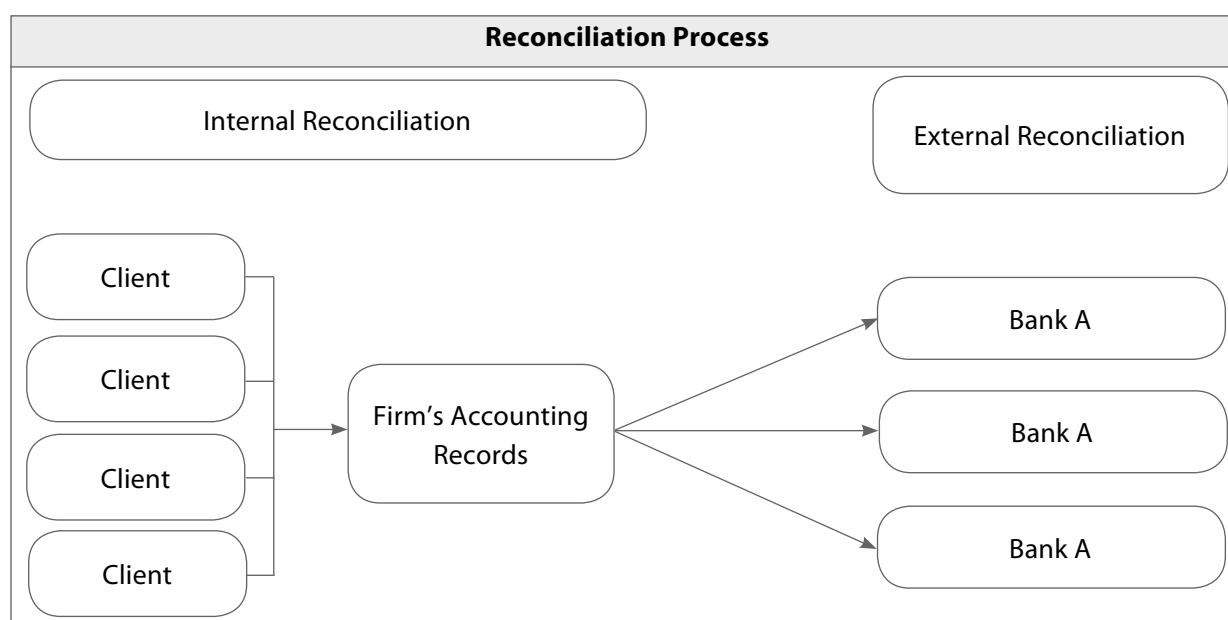 Reconciliation Process
Internal Reconciliation
External Reconciliation
Client
Client
Client
Client
Firm's Accounting
Records
Bank A
Bank A
Bank A